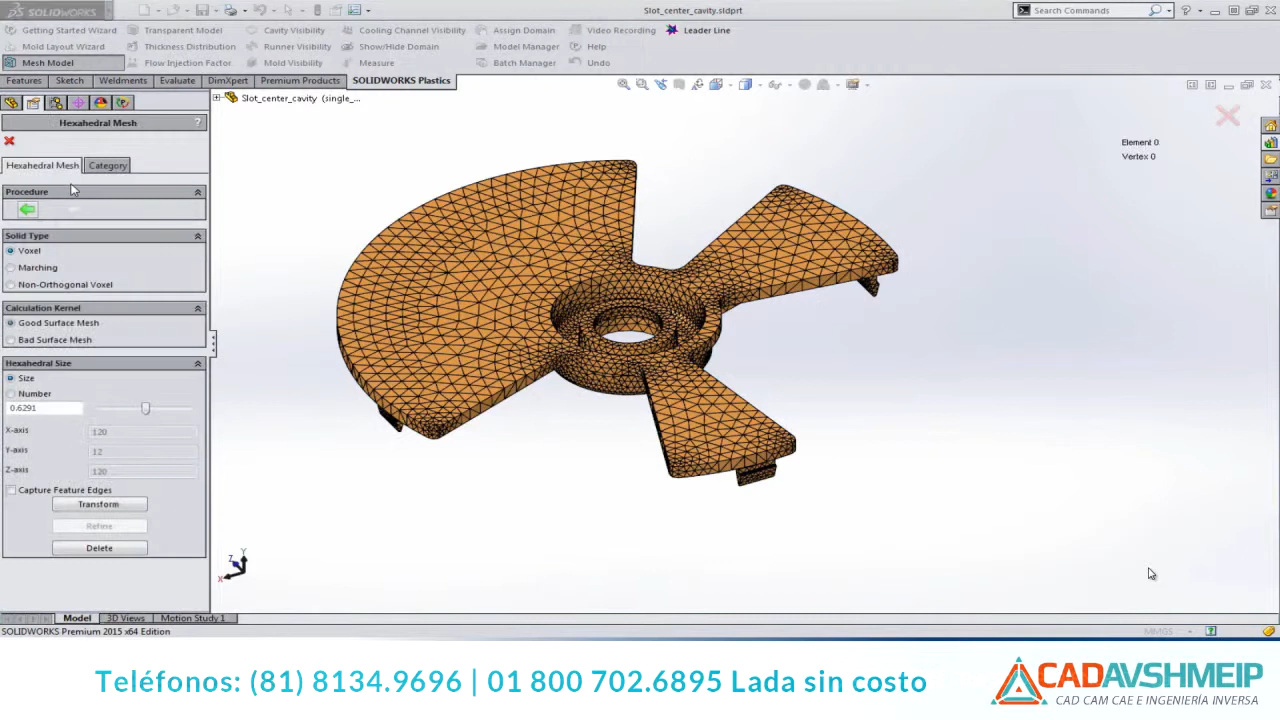 SOLIDWORKS
Slot_center_cavity.sldprt
Search Commands
Getting Started Wizard
Transparent Model
Cavity Visibility
Cooling Channel Visibility
Assign Domain
Video Recording
Leader Line
Mold Layout Wizard
Thickness Distribution
Runner Visibility
Show/Hide Domain
Model Manager
Help
Mesh Model
Flow Injection Factor
Mold Visibility
Measure
Batch Manager
Undo
Features
Sketch
Weldments
Evaluate
DimXpert
Premium Products
SOLIDWORKS Plastics
Slot_center_cavity (single_...
Hexahedral Mesh
?
Element 0
Vertex 0
Hexahedral Mesh
Category
Procedure
Solid Type
Voxel
Marching
Non-Orthogonal Voxel
Calculation Kernel
Good Surface Mesh
Bad Surface Mesh
Hexahedral Size
Size
Number
0.6291
X-axis 120
Y-axis 12
Z-axis 120
Capture Feature Edges
Transform
Refine
Delete
Y
Z
X
Model
3D Views
Motion Study 1
SOLIDWORKS Premium 2015 x64 Edition
MMGS
Teléfonos: (81) 8134.9696 | 01 800 702.6895 Lada sin costo
CADAVSHMEIP
CAD CAM CAE E INGENIERÍA INVERSA